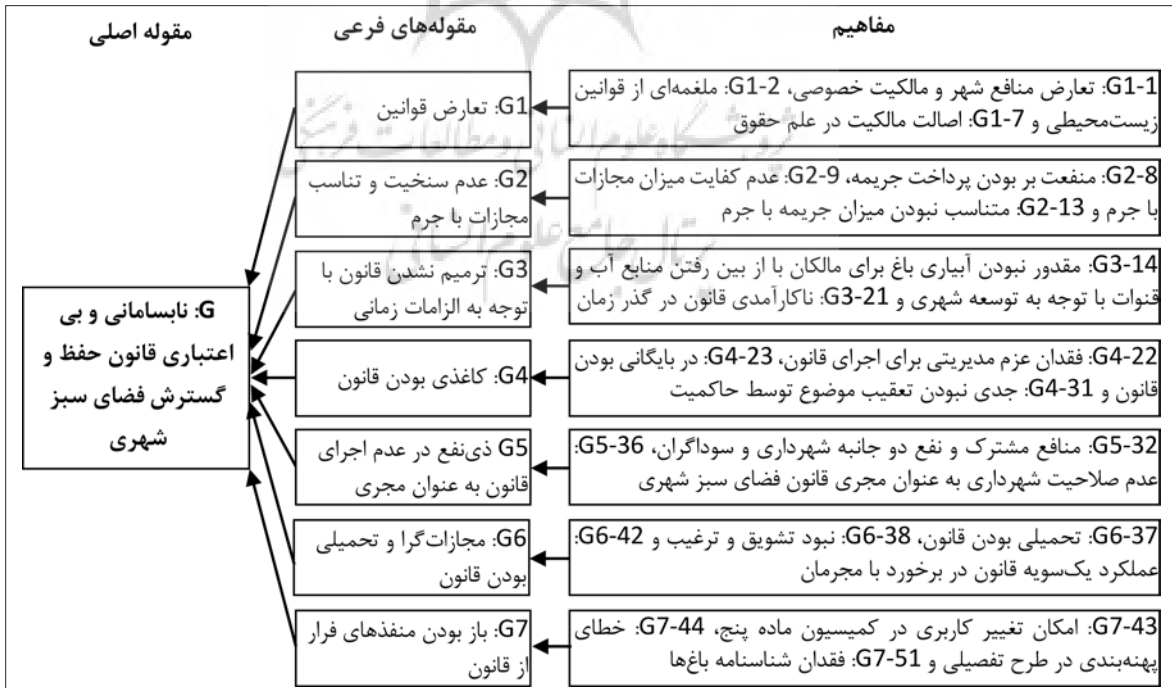 مفاهیم
مقوله‌های فرعی
مقوله اصلی
G1-1: تعارض منافع شهر و مالکیت خصوصی، G1-2: ملغمه‌ای از قوانین
زیست‌محیطی و G1-7: اصالت مالکیت در علم حقوق
G1: تعارض قوانین
G2-8: منفعت بر بودن پرداخت جریمه، G2-9: عدم کفایت میزان مجازات
با جرم و G2-13: متناسب نبودن میزان جریمه با جرم
G2: عدم سنخیت و تناسب
مجازات با جرم
G3-14: مقدور نبودن آبیاری باغ برای مالکان با از بین رفتن منابع آب و
قنوات با توجه به توسعه شهری و G3-21: ناکارآمدی قانون در گذر زمان
G3: ترمیم نشدن قانون با
توجه به الزامات زمانی
G4-22: فقدان عزم مدیریتی برای اجرای قانون، G4-23: در بایگانی بودن
قانون و G4-31: جدی نبودن تعقیب موضوع توسط حاکمیت
G4: کاغذی بودن قانون
G5-32: منافع مشترک و نفع دو جانبه شهرداری و سوداگران، G5-36:
عدم صلاحیت شهرداری به عنوان مجری قانون فضای سبز شهری
G5 ذی‌نفع در عدم اجرای
قانون به عنوان مجری
G6-37: تحمیلی بودن قانون، G6-38: نبود تشویق و ترغیب و G6-42:
عملکرد یک‌سویه قانون در برخورد با مجرمان
G6: مجازات‌گرا و تحمیلی
بودن قانون
G7-43: امکان تغییر کاربری در کمیسیون ماده پنج، G7-44: خطای
پهنه‌بندی در طرح تفصیلی و G7-51: فقدان شناسنامه باغ‌ها
G7: باز بودن منفذهای فرار
از قانون
G: نابسامانی و بی
اعتباری قانون حفظ و
گسترش فضای سبز
شهری
پژوهشگاه علوم انسانی و مطالعات فرهنگی
پرتال جامع علوم انسانی